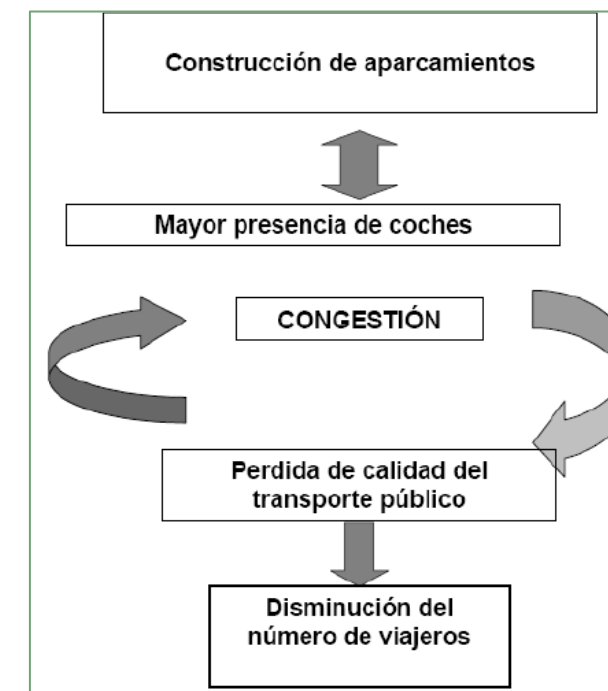 Construcción de aparcamientos
Mayor presencia de coches
CONGESTIÓN
Perdida de calidad del
transporte público
Disminución del
número de viajeros